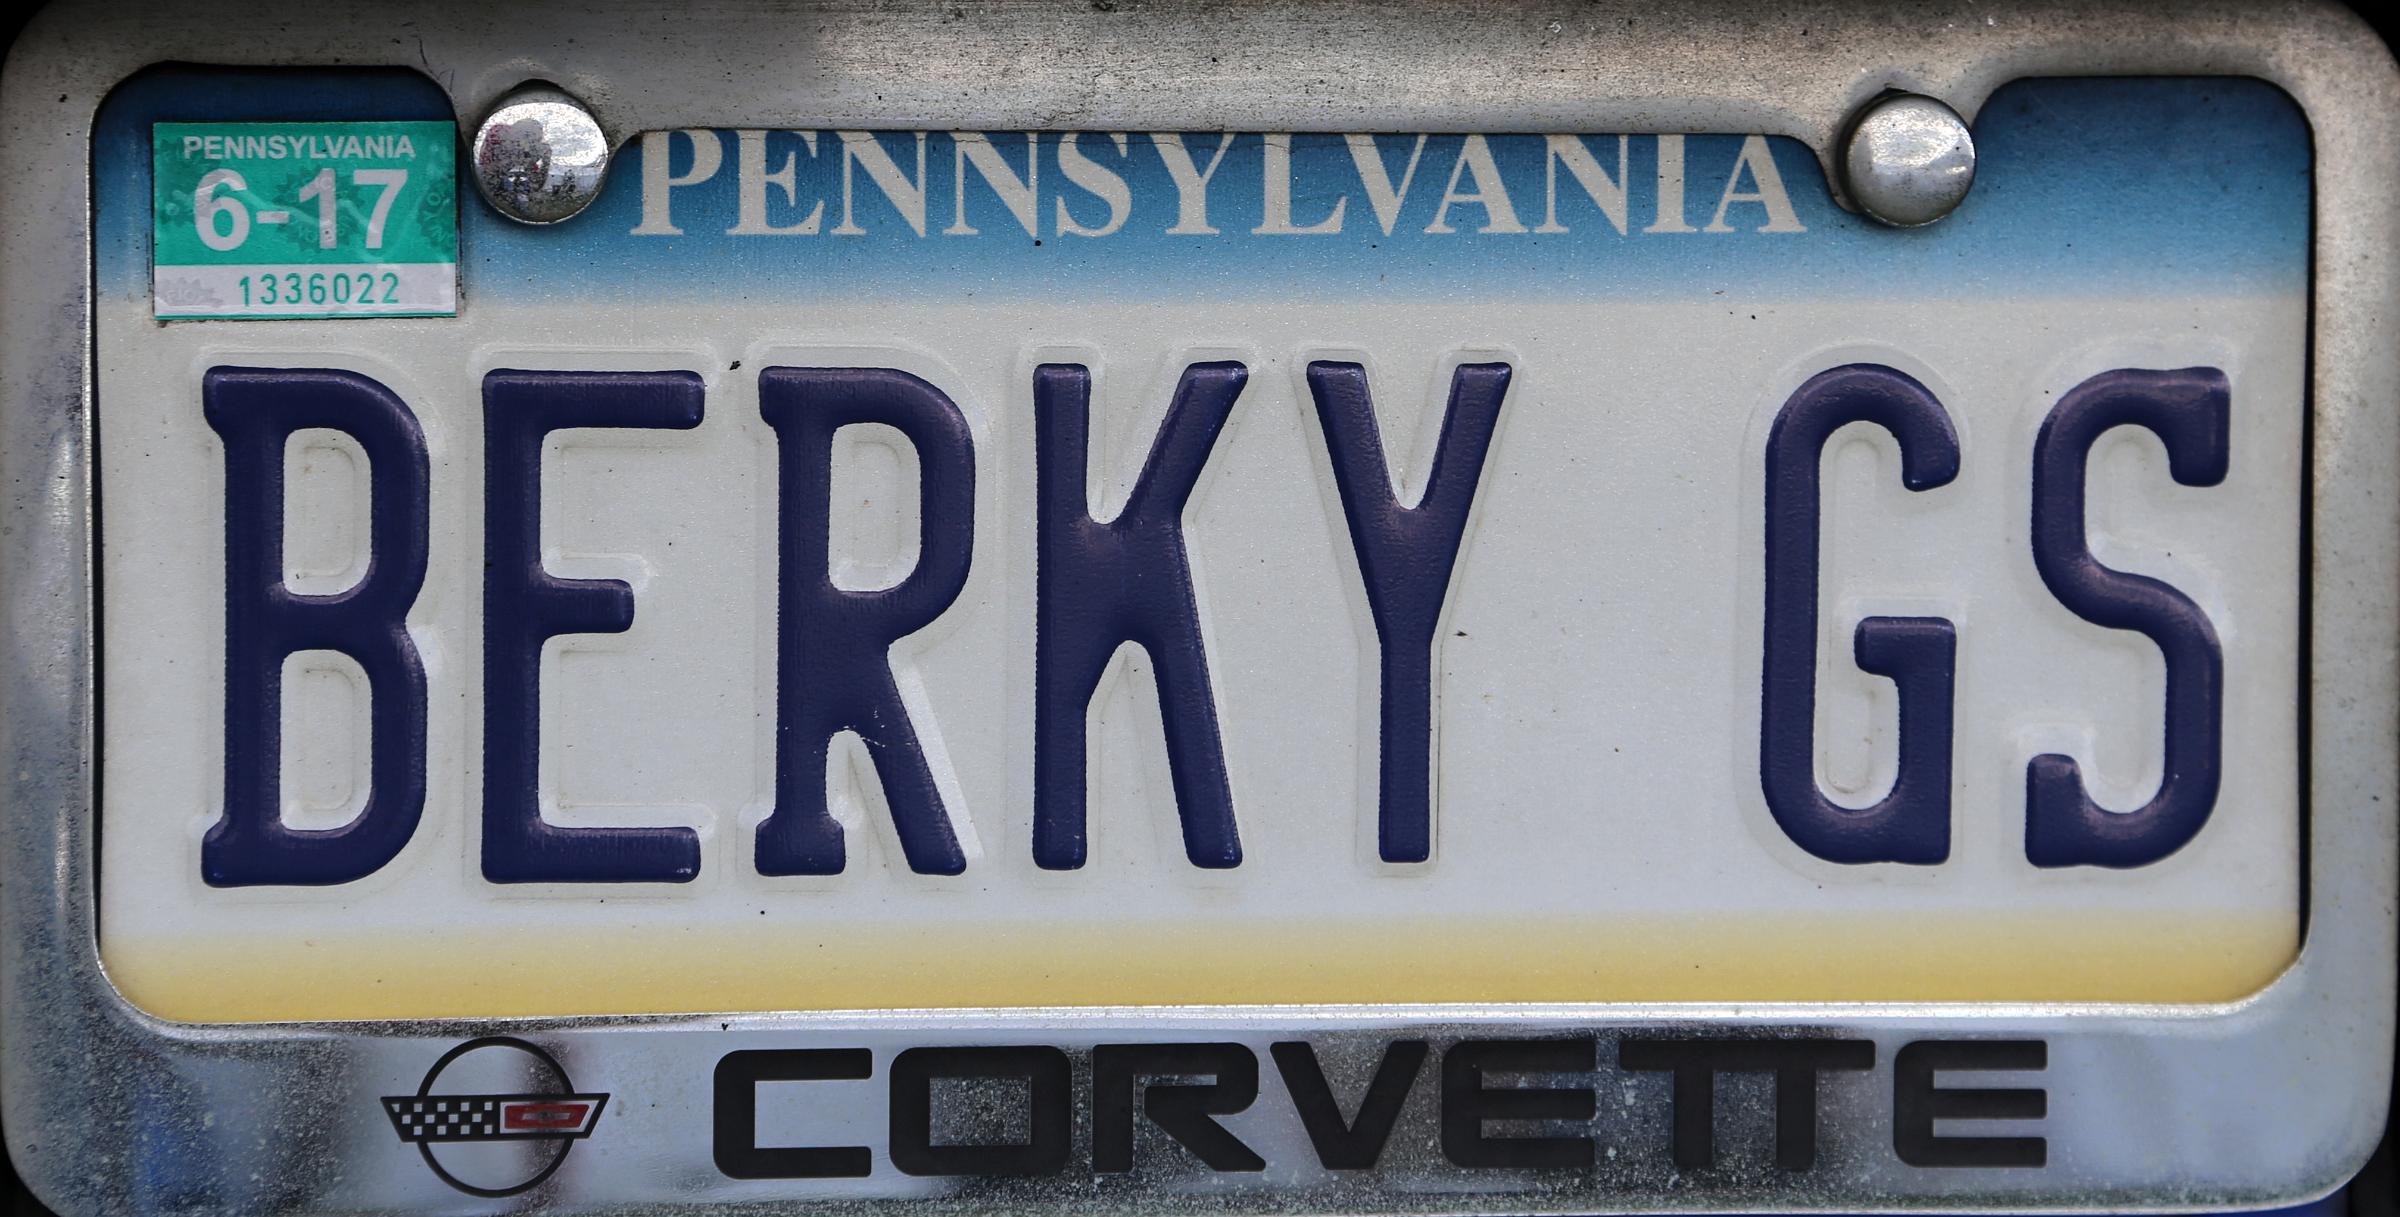 PENNSYLVANIA
6-17
1336022
PENNSYLVANIA
BERKY GS
CORVETTE